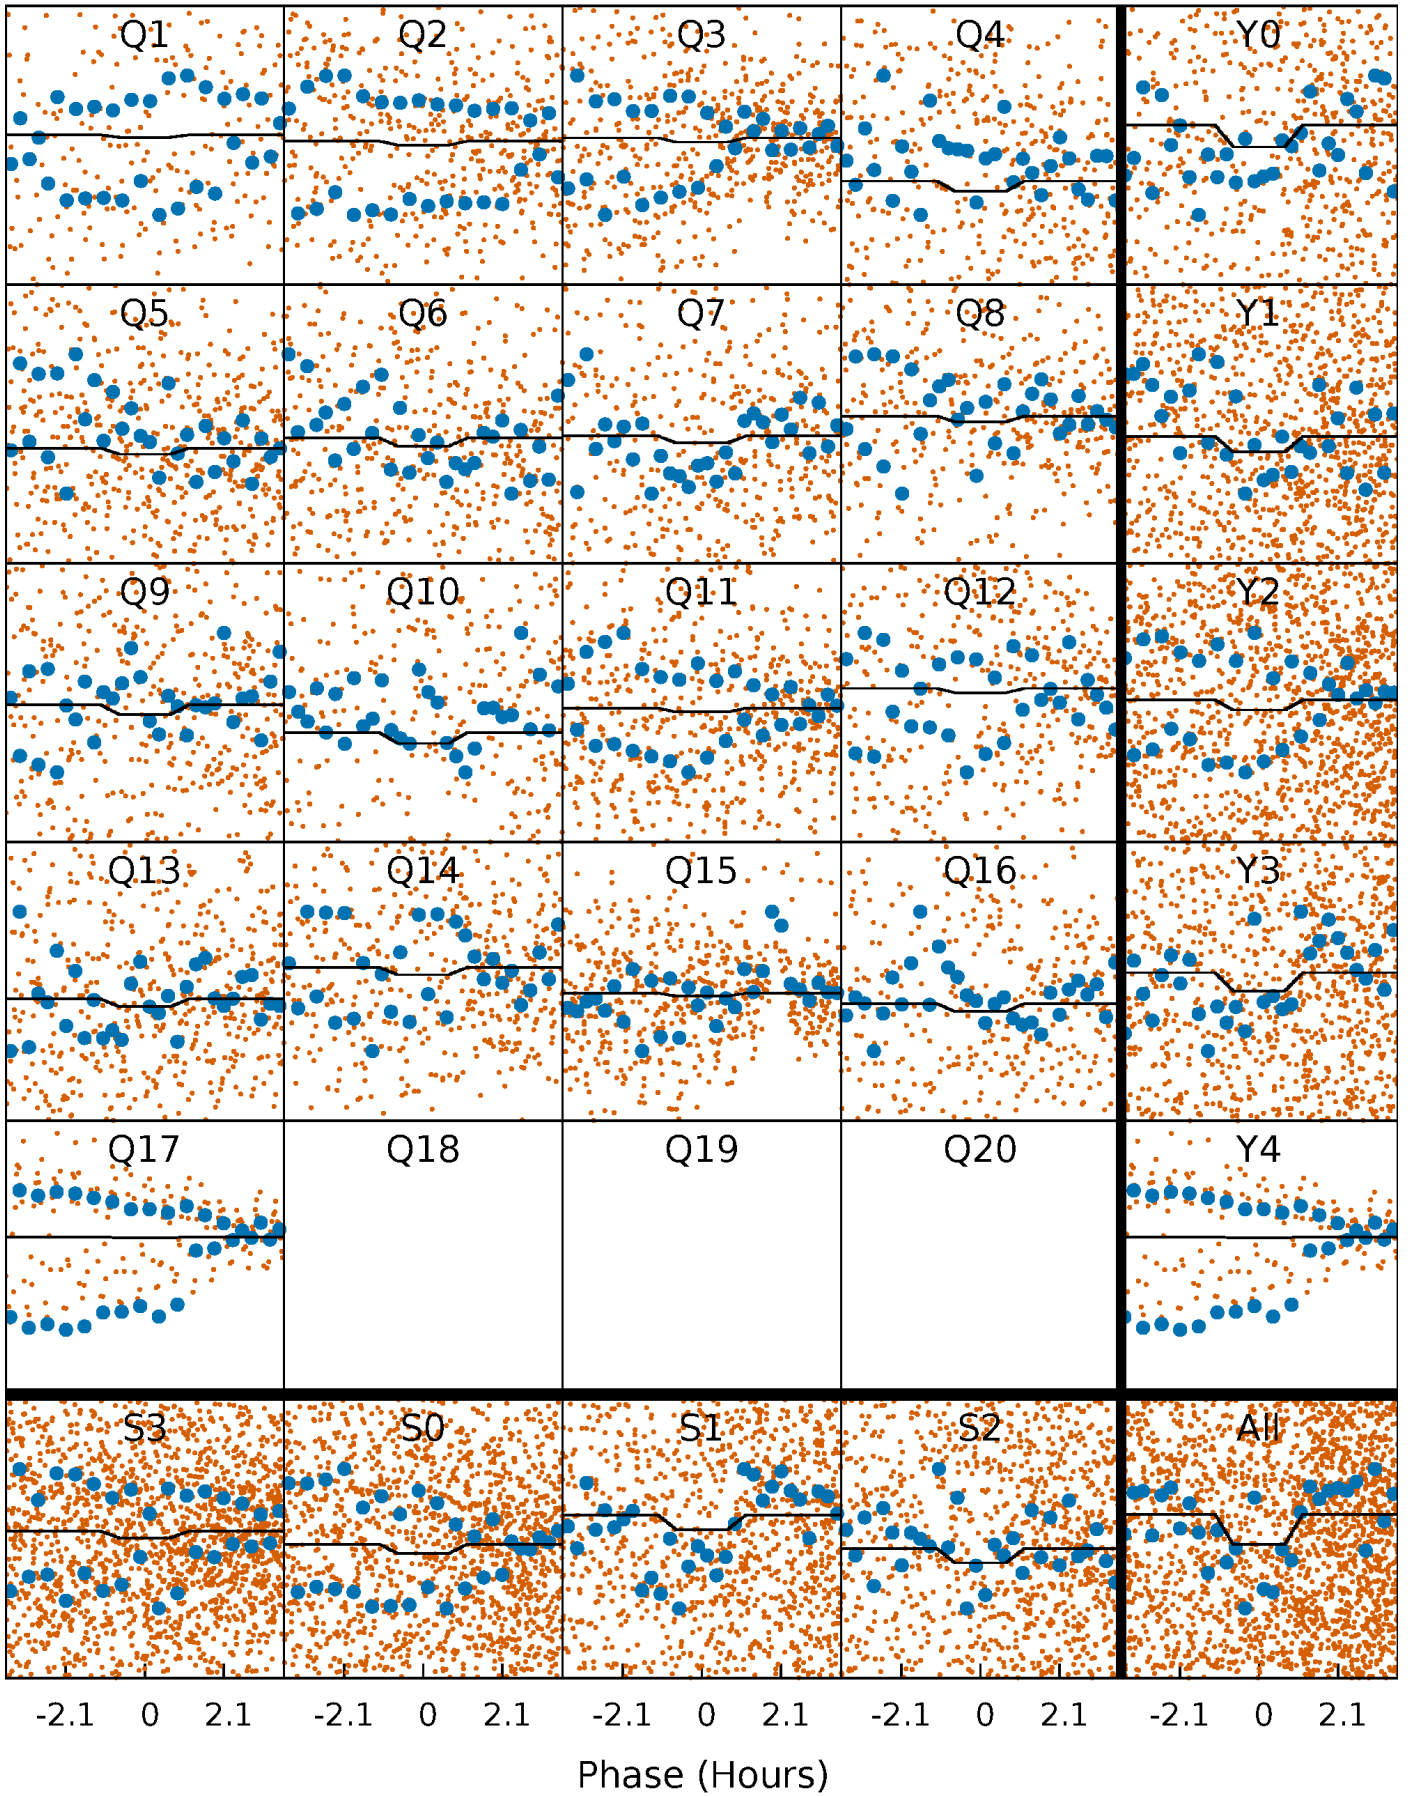 Q1 Q2 Q3 Q4 Y0
Q5 Q6 Q7 Q8 Y1
Q9 Q10 Q11 Q12 Y2
Q13 Q14 Q15 Q16 Y3
Q17 Q18 Q19 Q20 Y4
S3 S0 S1 S2 All
-2.1 0 2.1 -2.1 0 2.1 -2.1 0 2.1 -2.1 0 2.1 -2.1 0 2.1
Phase (Hours)